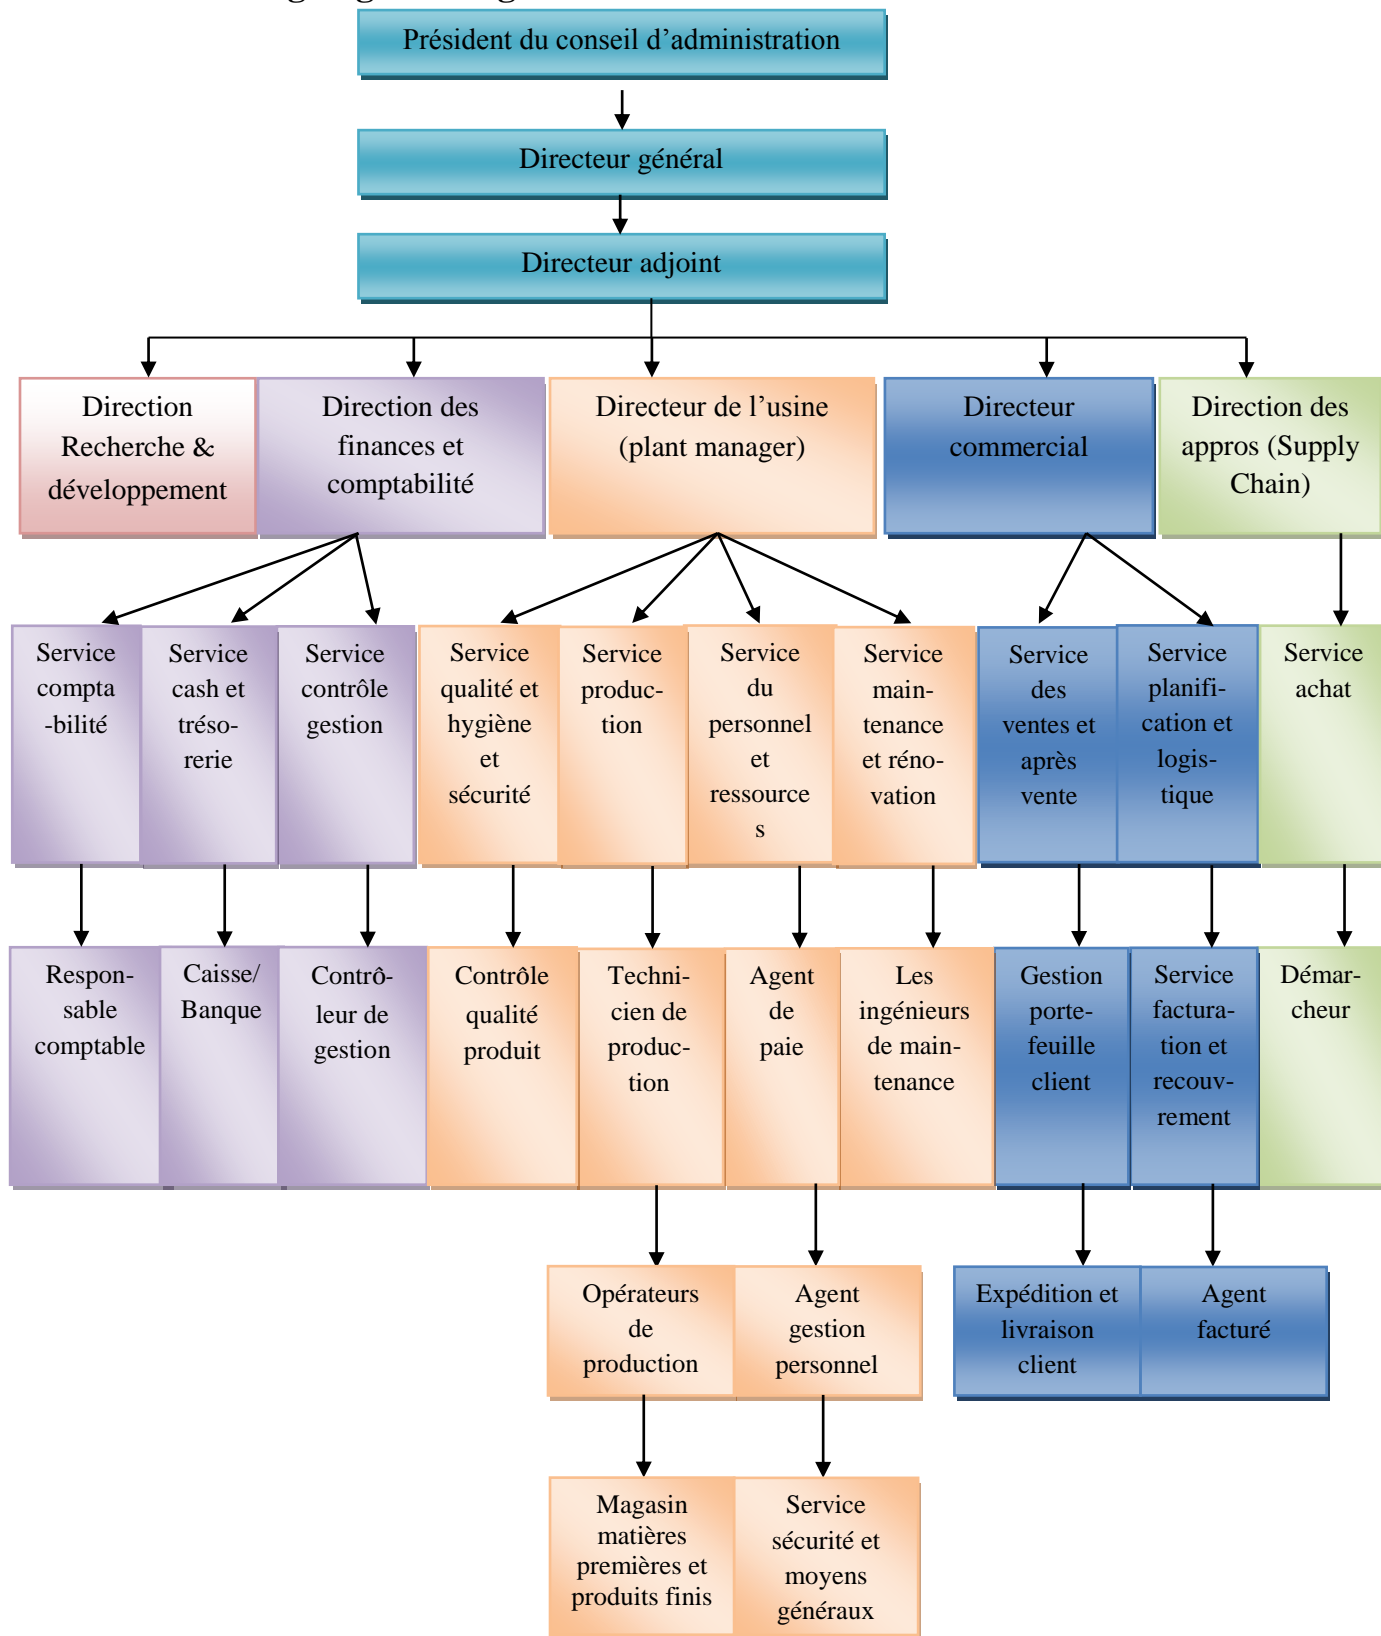 Président du conseil d’administration
Directeur général
Directeur adjoint
Direction
Recherche &
développement
Direction des
finances et
comptabilité
Directeur de l’usine
(plant manager)
Directeur
commercial
Direction des
appros (Supply
Chain)
Service
compta
-bilité
Service
cash et
tréso-
rerie
Service
contrôle
gestion
Service
qualité et
hygiène
et
sécurité
Service
produc-
tion
Service
du
personnel
et
ressource
s
Service
main-
tenance
et réno-
vation
Service
des
ventes et
après
vente
Service
planifi-
cation et
logis-
tique
Service
achat
Respon-
sable
comptable
Caisse/
Banque
Contrô-
leur de
gestion
Contrôle
qualité
produit
Techni-
cien de
produc-
tion
Agent
de
paie
Les
ingénieurs
de main-
tenance
Gestion
porte-
feuille
client
Service
factura-
tion et
recouv-
rement
Démar-
cheur
Opérateurs
de
production
Agent
gestion
personnel
Expédition et
livraison
client
Agent
facturé
Magasin
matières
premières et
produits finis
Service
sécurité et
moyens
généraux